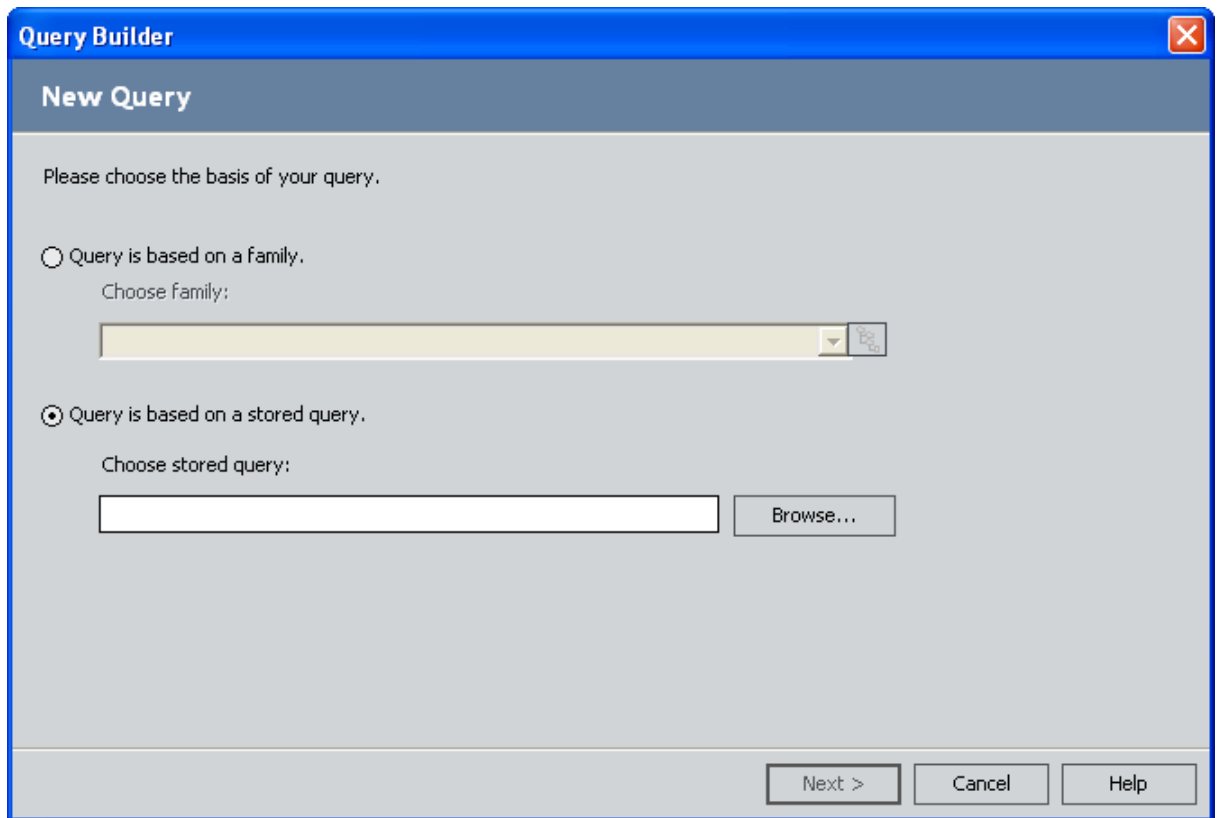 Query Builder
New Query
Please choose the basis of your query.
Query is based on a family.
Choose family:
Query is based on a stored query.
Choose stored query:
Browse...
Next >
Cancel
Help